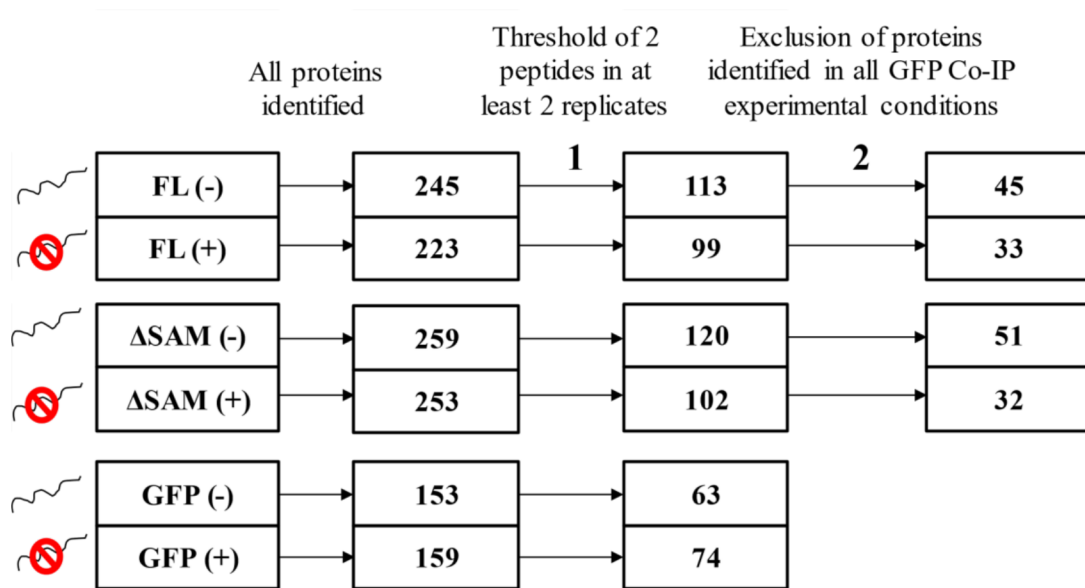 All proteins
identified
Threshold of 2
peptides in at
least 2 replicates
Exclusion of proteins
identified in all GFP Co-IP
experimental conditions
1
2
FL (-) 245 113 45
FL (+) 223 99 33
ΔSAM (-) 259 120 51
ΔSAM (+) 253 102 32
GFP (-) 153 63
GFP (+) 159 74